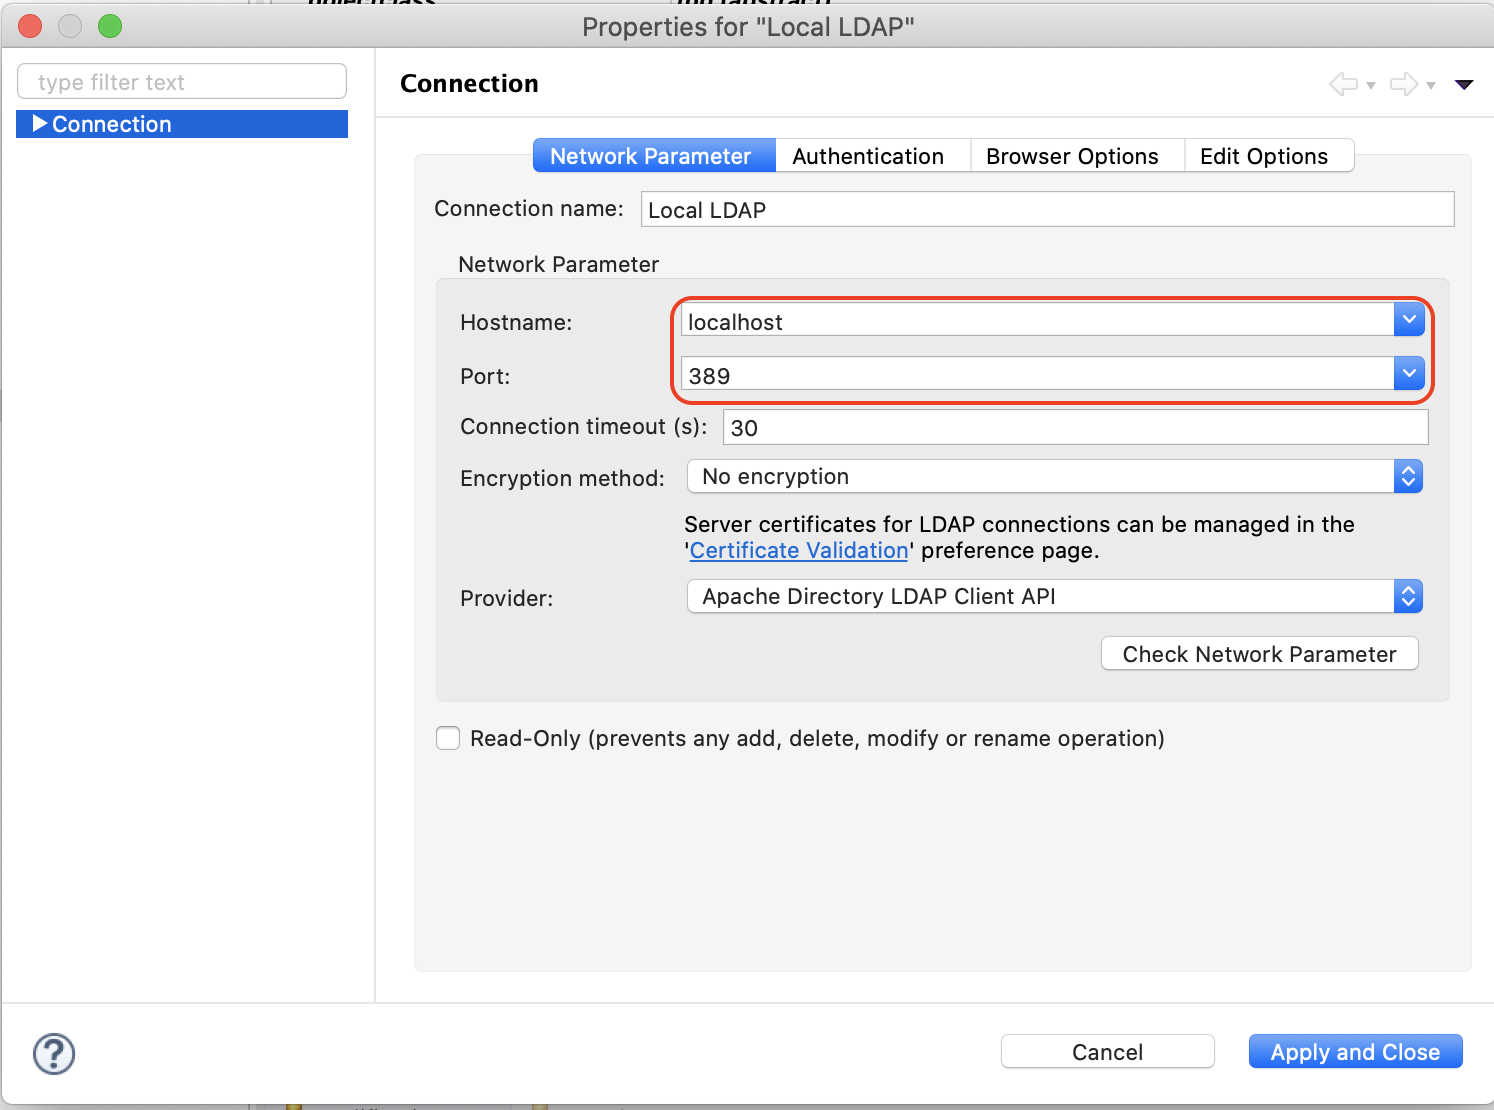 Properties for "Local LDAP"
type filter text
Connection
Connection
Network Parameter
Authentication
Browser Options
Edit Options
Connection name:
Local LDAP
Network Parameter
Hostname:
localhost
Port:
389
Connection timeout (s):
30
Encryption method:
No encryption
Server certificates for LDAP connections can be managed in the
'Certificate Validation' preference page.
Provider:
Apache Directory LDAP Client API
Check Network Parameter
Read-Only (prevents any add, delete, modify or rename operation)
?
Cancel
Apply and Close